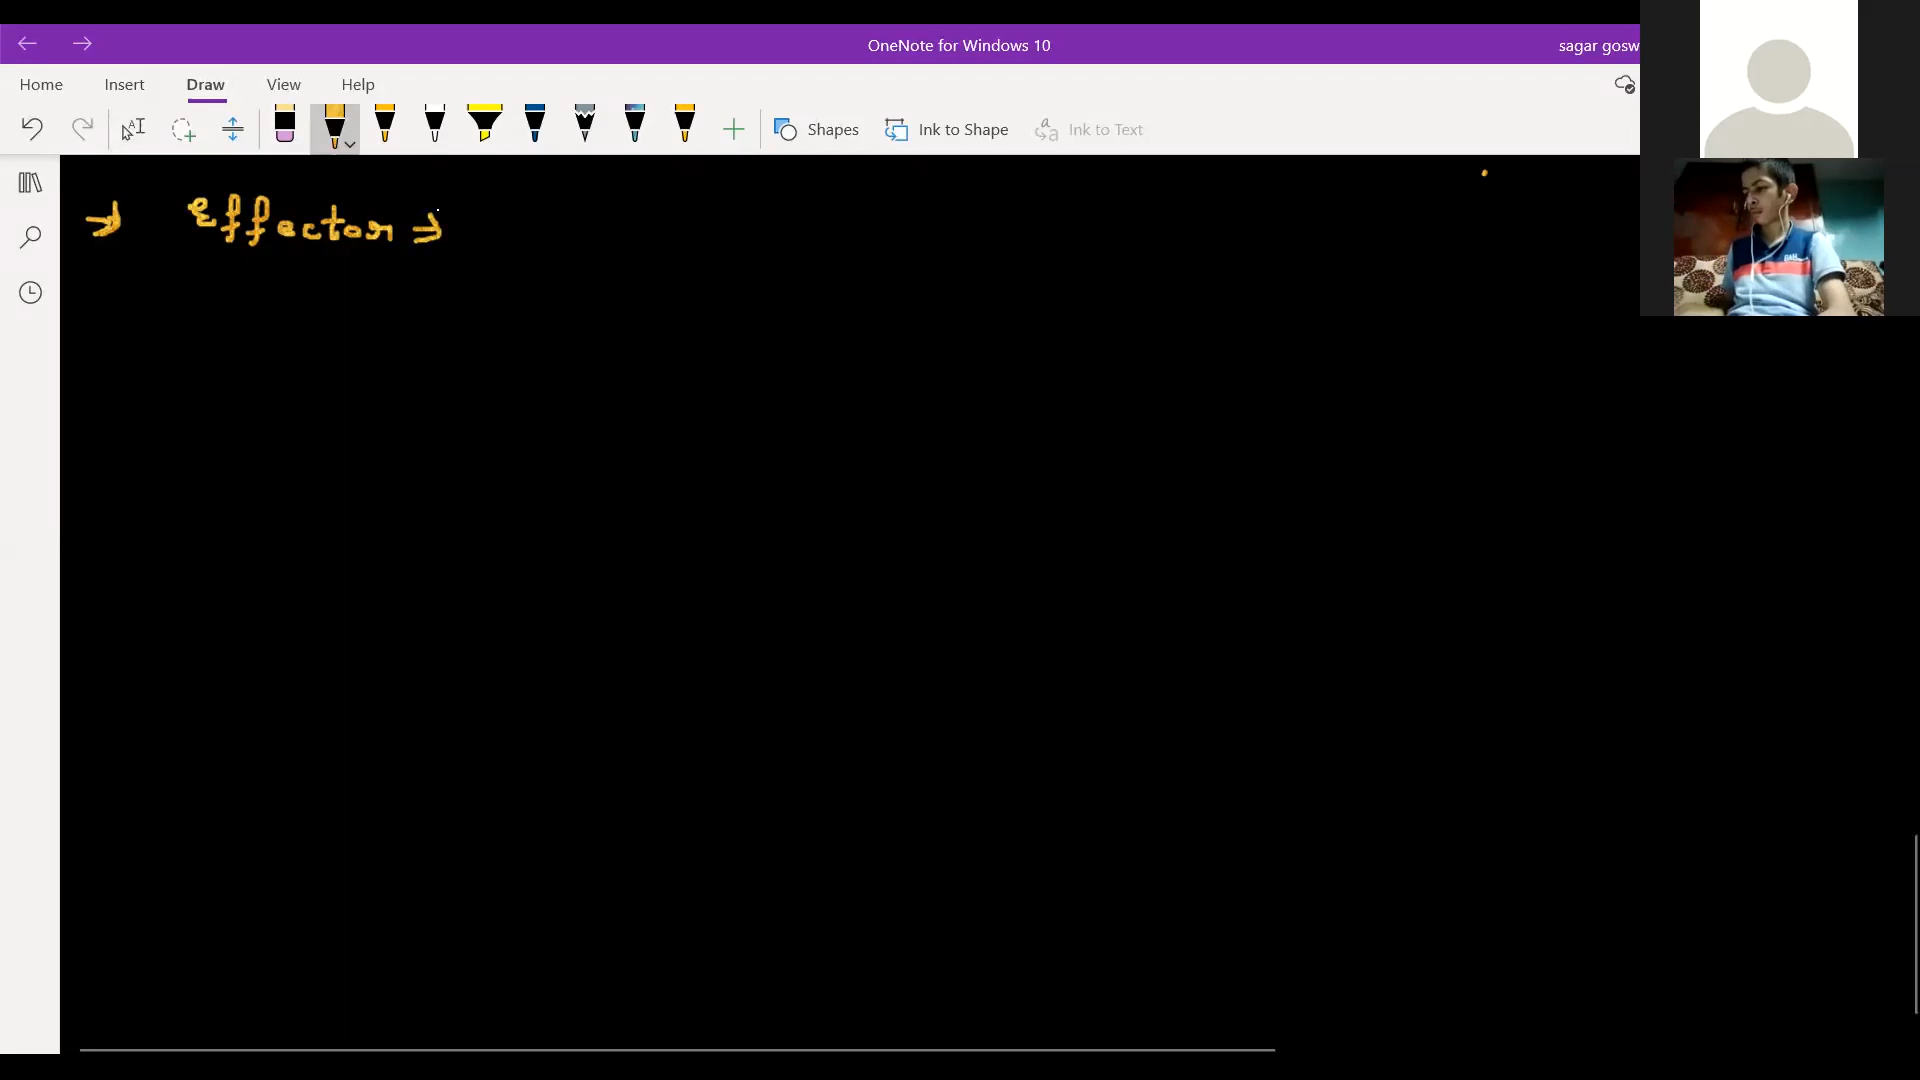 OneNote for Windows 10
sagar gosw
Home Insert Draw View Help
Shapes Ink to Shape Ink to Text
→ Effector →